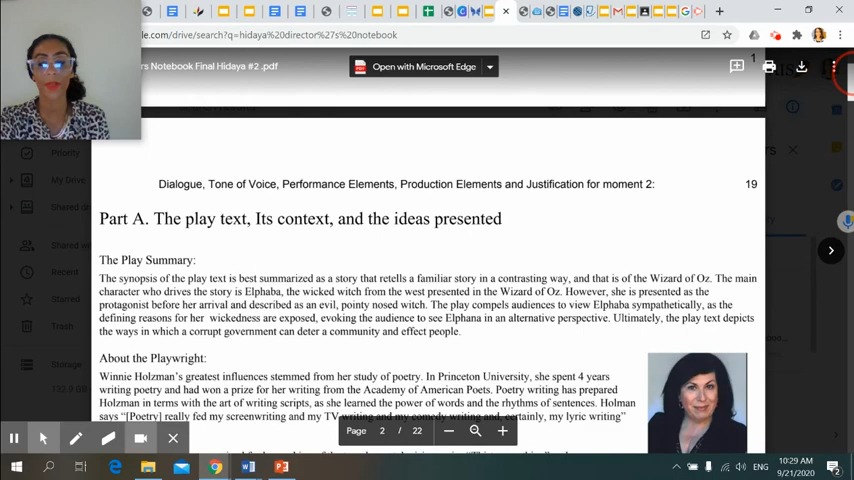 le.com/drive/search?q=hidaya%20director%27s%20notebook
rs Notebook Final Hidaya #2 .pdf
Open with Microsoft Edge
1
Priority
My Drive
Shared
Shared wi
Recent
Starred
Trash
Storage
Dialogue, Tone of Voice, Performance Elements, Production Elements and Justification for moment 2:
19
Part A. The play text, Its context, and the ideas presented
The Play Summary:
The synopsis of the play text is best summarized as a story that retells a familiar story in a contrasting way, and that is of the Wizard of Oz. The main
character who drives the story is Elphaba, the wicked witch from the west presented in the Wizard of Oz. However, she is presented as the
protagonist before her arrival and described as an evil, pointy nosed witch. The play compels audiences to view Elphaba sympathetically, as the
defining reasons for her wickedness are exposed, evoking the audience to see Elphana in an alternative perspective. Ultimately, the play text depicts
the ways in which a corrupt government can deter a community and effect people.
About the Playwright:
Winnie Holzman's greatest influences stemmed from her study of poetry. In Princeton University, she spent 4 years
writing poetry and had won a prize for her writing from the Academy of American Poets. Poetry writing has prepared
Holzman in terms with the art of writing scripts, as she learned the power of words and the rhythms of sentences. Holman
says “[Poetry] really fed my screenwriting and my TV writing and my comedy writing and, certainly, my lyric writing”
Page 2 / 22
ENG
10:29 AM
9/21/2020